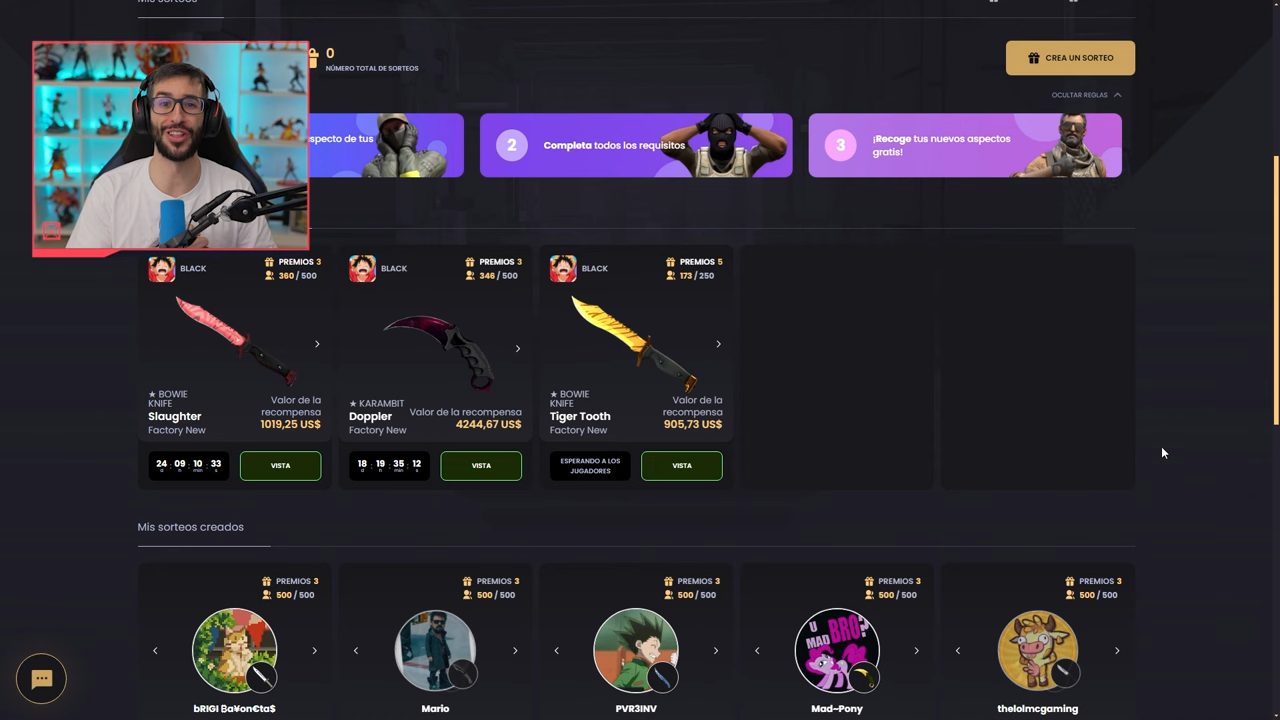 Mis sorteos
0
NÚMERO TOTAL DE SORTEOS
CREA UN SORTEO
OCULTAR REGLAS
specto de tus
2
Completa todos los requisitos
3
¡Recoge tus nuevos aspectos
gratis!
BLACK
PREMIOS 3
360 / 500
★ BOWIE
KNIFE
Slaughter
Factory New
Valor de la
recompensa
1019,25 US$
24 : 09 : 10 : 33
d h min s
VISTA
BLACK
PREMIOS 3
346 / 500
★ KARAMBIT
Doppler
Factory New
Valor de la recompensa
4244,67 US$
18 : 19 : 35 : 12
d h min s
VISTA
BLACK
PREMIOS 5
173 / 250
★ BOWIE
KNIFE
Tiger Tooth
Factory New
Valor de la
recompensa
905,73 US$
ESPERANDO A LOS
JUGADORES
VISTA
Mis sorteos creados
PREMIOS 3
500 / 500
bRIGI Ba¥on€ta$
PREMIOS 3
500 / 500
Mario
PREMIOS 3
500 / 500
PVR3INV
PREMIOS 3
500 / 500
U
MAD
BRO?
Mad~Pony
PREMIOS 3
500 / 500
thelolmcgaming